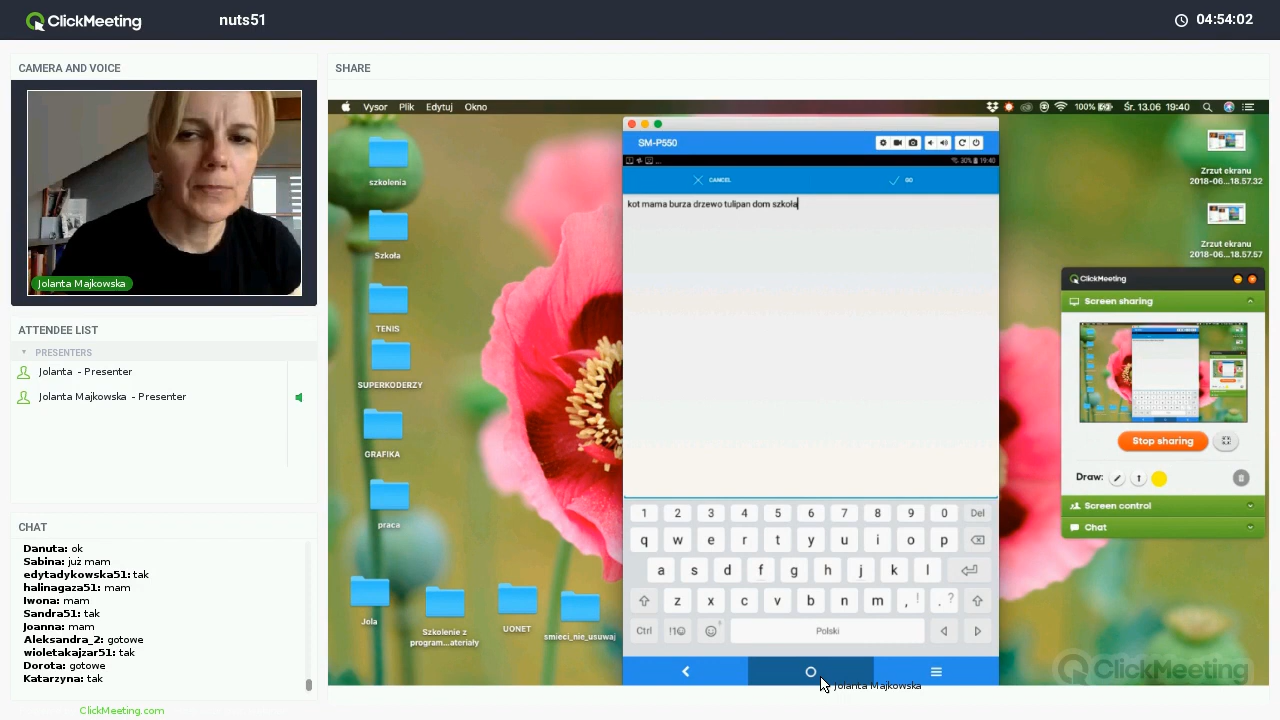 ClickMeeting
nuts51
04:54:02
CAMERA AND VOICE
Jolanta Majkowska
ATTENDEE LIST
PRESENTERS
Jolanta - Presenter
Jolanta Majkowska - Presenter
CHAT
Danuta: ok
Sabina: już mam
edytadykowska51: tak
halinagaza51: mam
Iwona: mam
Sandra51: tak
Joanna: mam
Aleksandra_2: gotowe
wioletakajzar51: tak
Dorota: gotowe
Katarzyna: tak
ClickMeeting.com
SHARE
Vysor Plik Edytuj Okno
100% Śr. 13.06 19:40
szkolenia
Szkoła
TENIS
SUPERKODERZY
GRAFIKA
praca
Jola
Szkolenie z
program...ateriały
UONET
smieci_nie_usuwaj
SM-P550
30% 19:40
CANCEL
GO
kot mama burza drzewo tulipan dom szkoła
1 2 3 4 5 6 7 8 9 0 Del
q w e r t y u i o p
a s d f g h j k l
z x c v b n m , ! . ?
Ctrl !1☺ Polski
Zrzut ekranu
2018-06...18.57.32
Zrzut ekranu
2018-06...18.57.57
ClickMeeting
Screen sharing
Stop sharing
Draw:
Screen control
Chat
ClickMeeting
Jolanta Majkowska